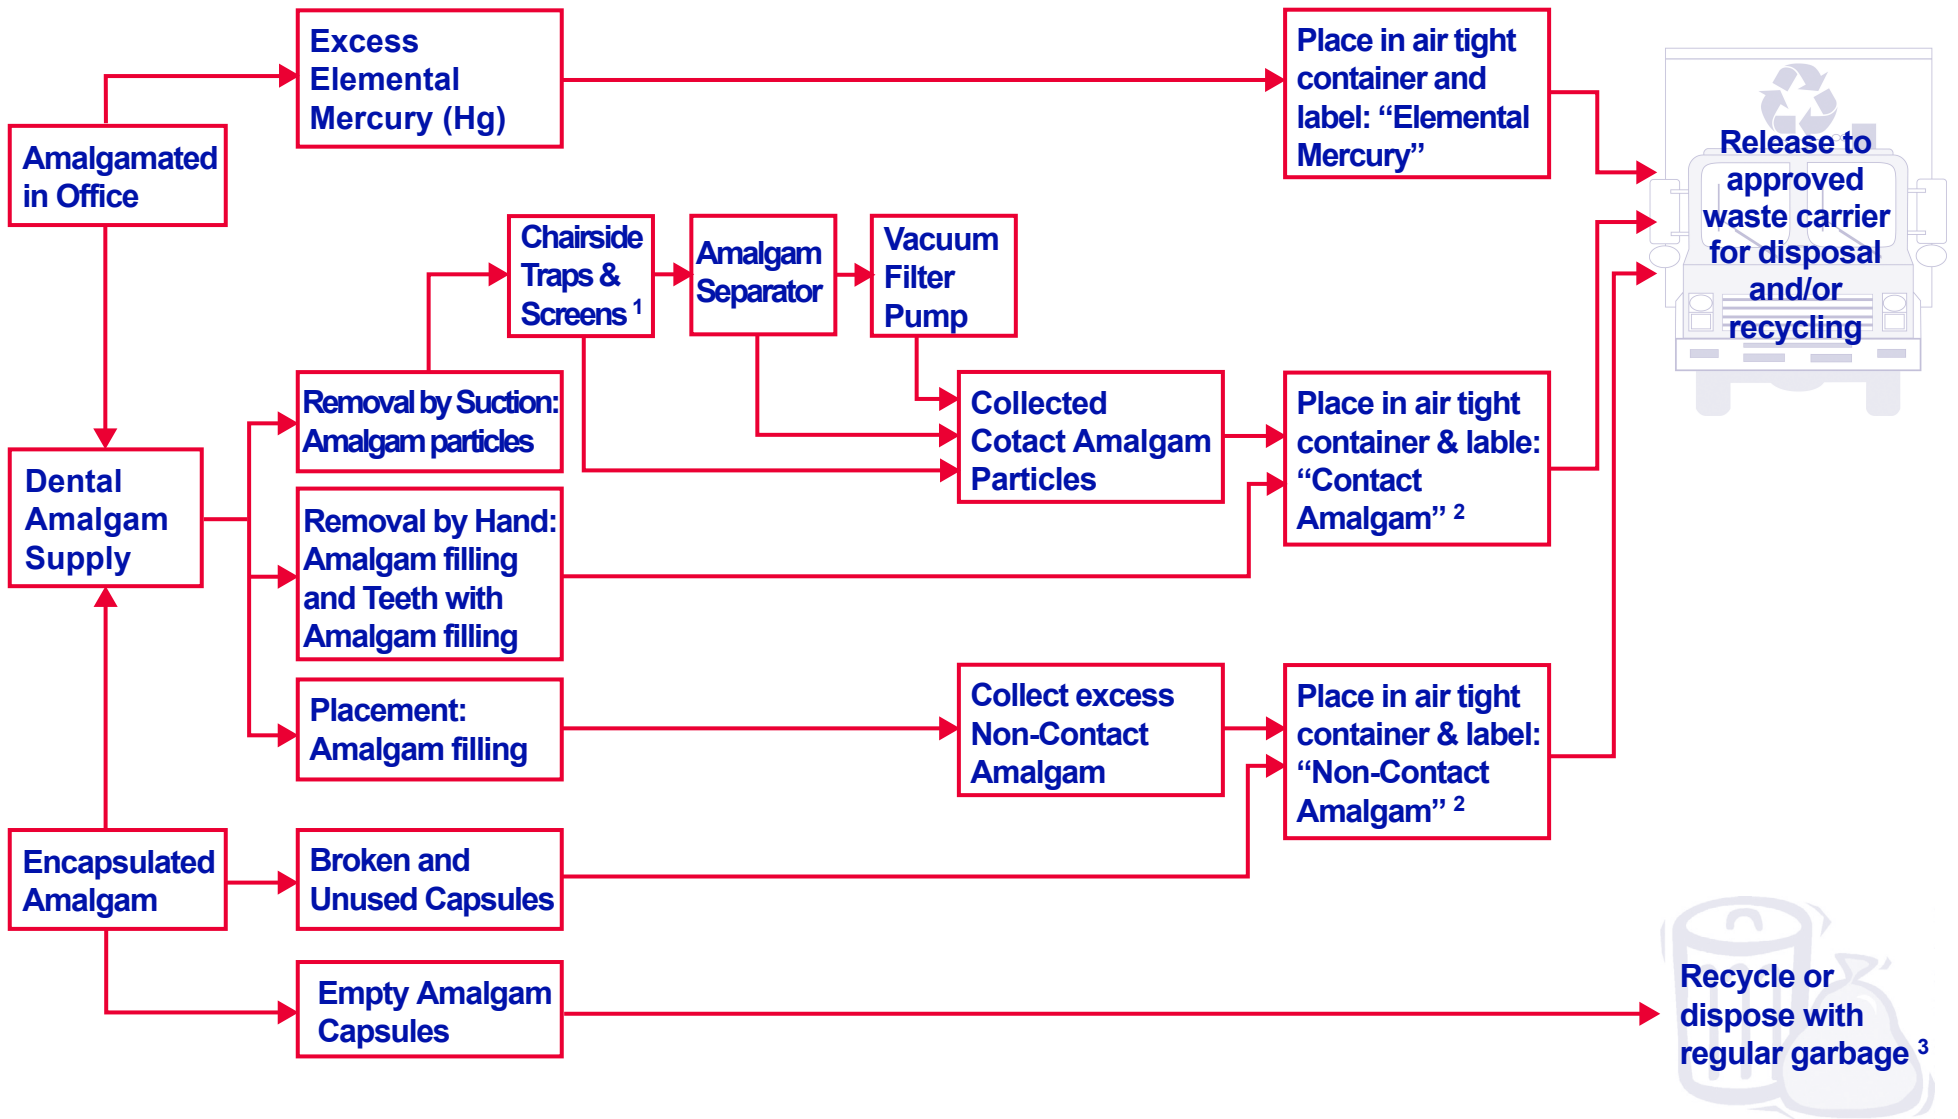 Excess
Elemental
Mercury (Hg)
Place in air tight
container and
label: “Elemental
Mercury”
Release to
approved
waste carrier
for disposal
and/or
recycling
Amalgamated
in Office
Chairside
Traps &
Screens 1
Amalgam
Separator
Vacuum
Filter
Pump
Removal by Suction:
Amalgam particles
Collected
Cotact Amalgam
Particles
Place in air tight
container & lable:
“Contact
Amalgam” 2
Dental
Amalgam
Supply
Removal by Hand:
Amalgam filling
and Teeth with
Amalgam filling
Placement:
Amalgam filling
Collect excess
Non-Contact
Amalgam
Place in air tight
container & label:
“Non-Contact
Amalgam” 2
Encapsulated
Amalgam
Broken and
Unused Capsules
Empty Amalgam
Capsules
Recycle or
dispose with
regular garbage 3